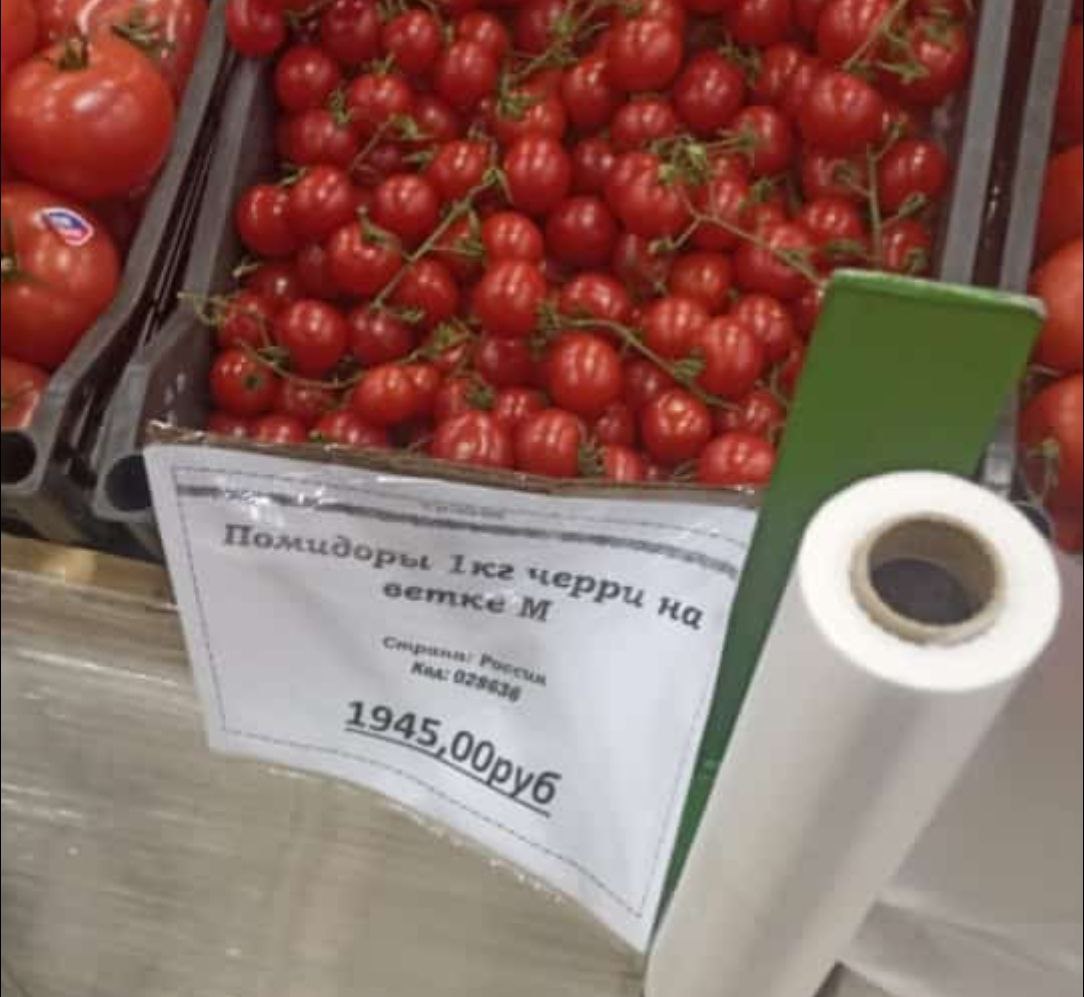 Помидоры 1кг черри на
ветке М
Страна: Россия
Код: 028636
1945,00руб